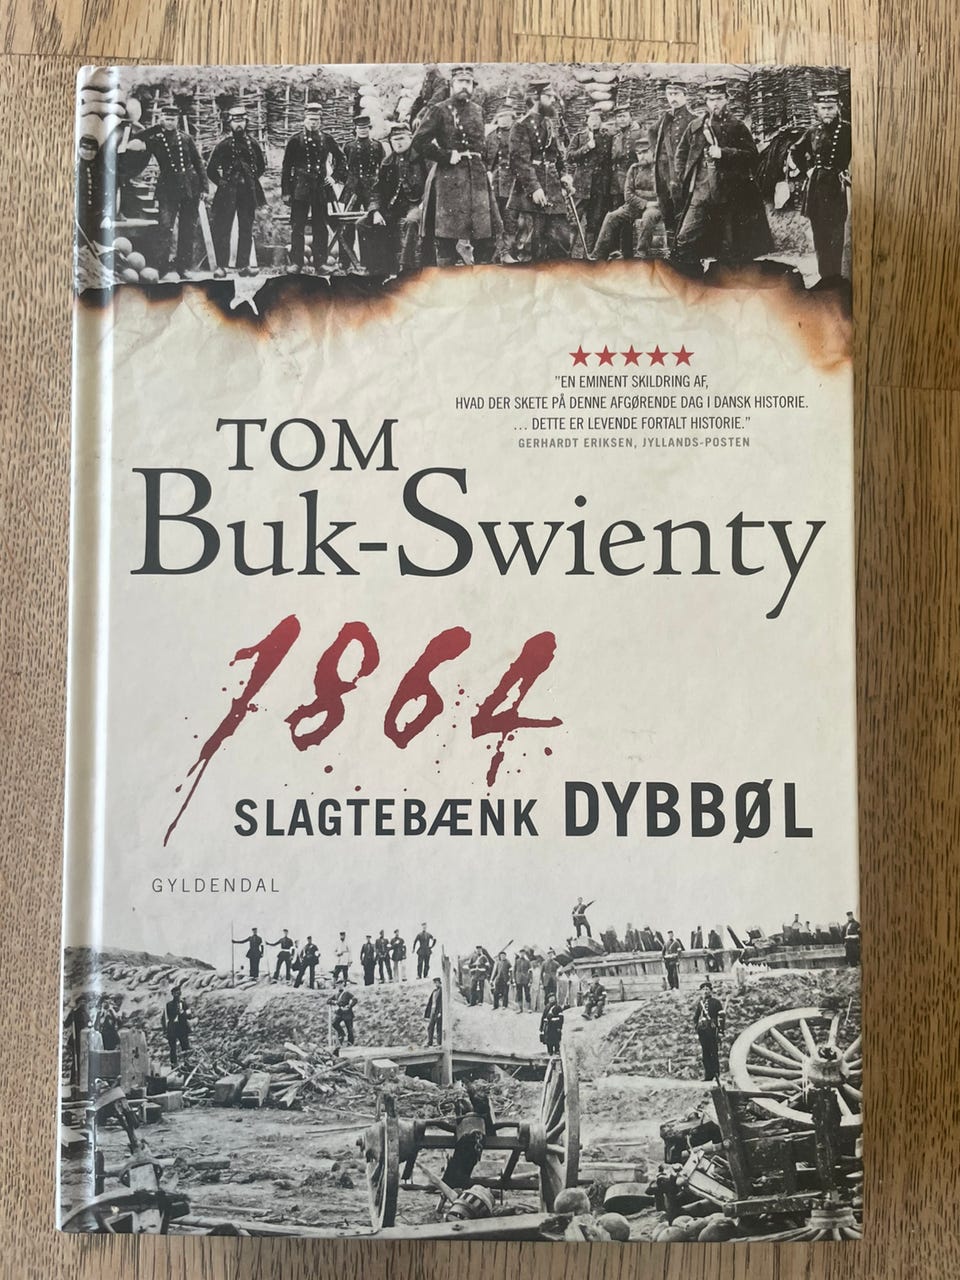 ★★★★★
”EN EMINENT SKILDRING AF,
HVAD DER SKETE PÅ DENNE AFGØRENDE DAG I DANSK HISTORIE.
… DETTE ER LEVENDE FORTALT HISTORIE.”
GERHARDT ERIKSEN, JYLLANDS-POSTEN
TOM
BUK-SWIENTY
1864
SLAGTEBÆNK DYBBØL
GYLDENDAL